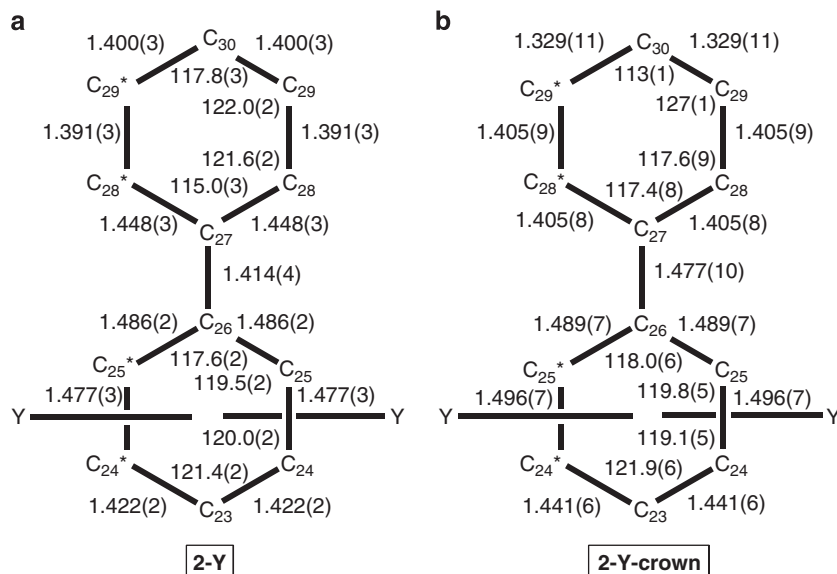 a
1.400(3) C30 1.400(3)
C29* 117.8(3) C29
122.0(2)
1.391(3) 1.391(3)
121.6(2)
C28* 115.0(3) C28
1.448(3) C27 1.448(3)
1.414(4)
1.486(2) C26 1.486(2)
C25* 117.6(2) C25
119.5(2)
1.477(3) 1.477(3)
Y Y
120.0(2)
C24* 121.4(2) C24
1.422(2) C23 1.422(2)
2-Y
b
1.329(11) C30 1.329(11)
C29* 113(1) C29
127(1)
1.405(9) 1.405(9)
117.6(9)
C28* 117.4(8) C28
1.405(8) C27 1.405(8)
1.477(10)
1.489(7) C26 1.489(7)
C25* 118.0(6) C25
119.8(5)
1.496(7) 1.496(7)
Y Y
119.1(5)
C24* 121.9(6) C24
1.441(6) C23 1.441(6)
2-Y-crown